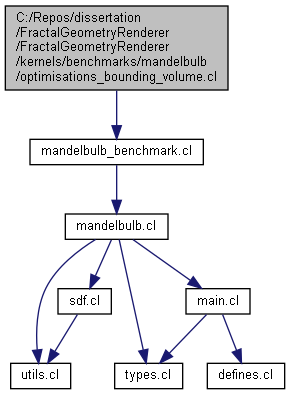 C:/Repos/dissertation
/FractalGeometryRenderer
/FractalGeometryRenderer
/kernels/benchmarks/mandelbulb
/optimisations_bounding_volume.cl
mandelbulb_benchmark.cl
mandelbulb.cl
sdf.cl
main.cl
utils.cl
types.cl
defines.cl